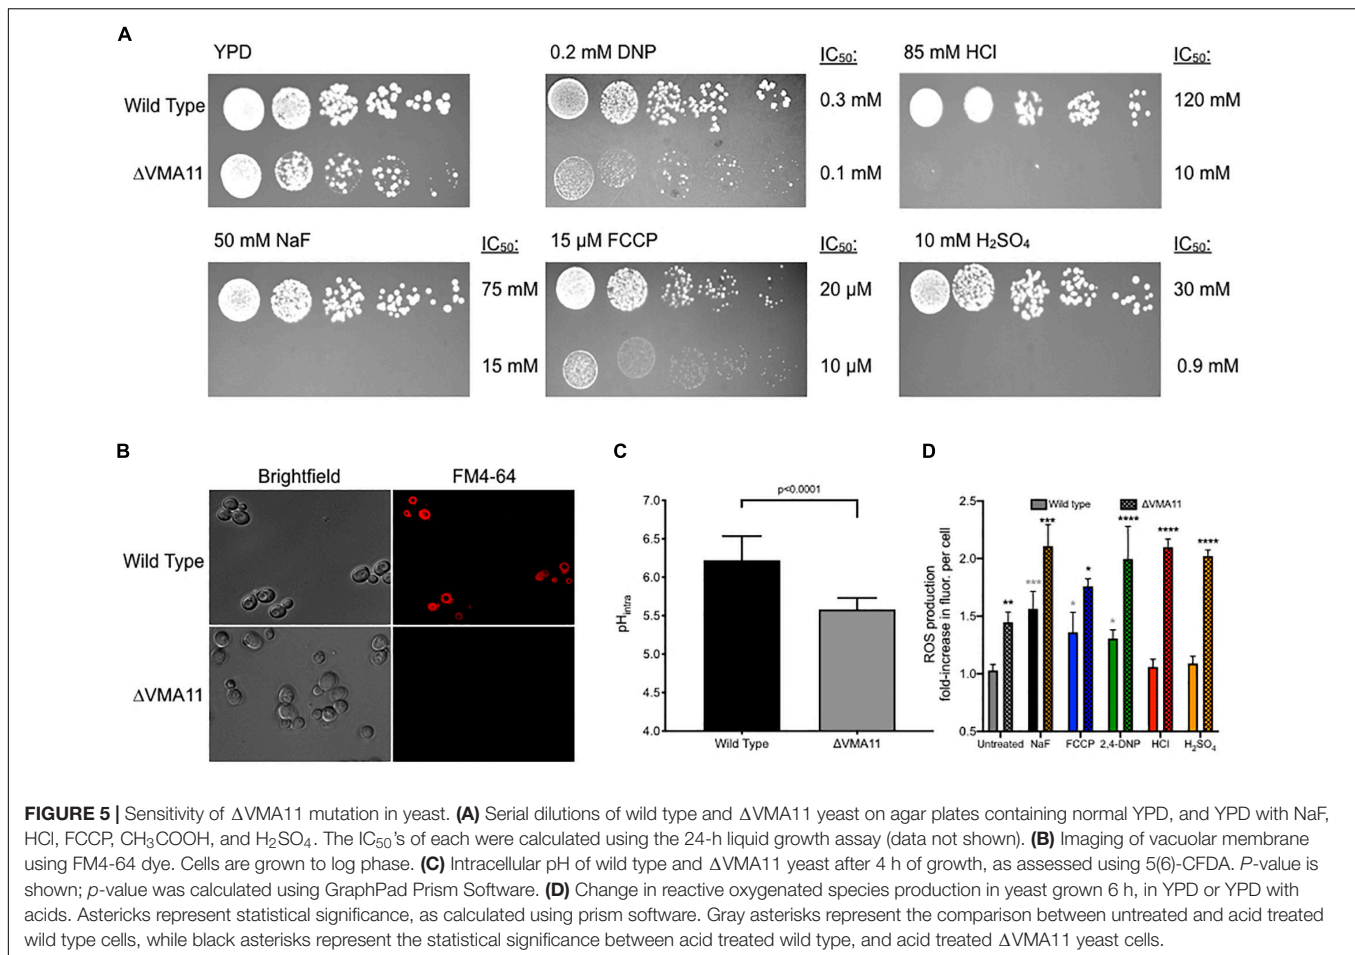 A
YPD
0.2 mM DNP
IC50:
85 mM HCl
IC50:
Wild Type
0.3 mM
120 mM
ΔVMA11
0.1 mM
10 mM
50 mM NaF
IC50:
15 µM FCCP
IC50:
10 mM H2SO4
IC50:
75 mM
20 µM
30 mM
15 mM
10 µM
0.9 mM
B
Brightfield
FM4-64
Wild Type
ΔVMA11
C
p<0.0001
7.0
6.5
6.0
5.5
5.0
4.5
4.0
pHintra
Wild Type
ΔVMA11
D
Wild type
ΔVMA11
2.5
2.0
1.5
1.0
0.5
ROS production
fold-increase in fluor. per cell
**
***
***
*
*
*
****
****
****
Untreated
NaF
FCCP
2,4-DNP
HCl
H2SO4
FIGURE 5 | Sensitivity of ΔVMA11 mutation in yeast. (A) Serial dilutions of wild type and ΔVMA11 yeast on agar plates containing normal YPD, and YPD with NaF,
HCl, FCCP, CH3COOH, and H2SO4. The IC50's of each were calculated using the 24-h liquid growth assay (data not shown). (B) Imaging of vacuolar membrane
using FM4-64 dye. Cells are grown to log phase. (C) Intracellular pH of wild type and ΔVMA11 yeast after 4 h of growth, as assessed using 5(6)-CFDA. P-value is
shown; p-value was calculated using GraphPad Prism Software. (D) Change in reactive oxygenated species production in yeast grown 6 h, in YPD or YPD with
acids. Astericks represent statistical significance, as calculated using prism software. Gray asterisks represent the comparison between untreated and acid treated
wild type cells, while black asterisks represent the statistical significance between acid treated wild type, and acid treated ΔVMA11 yeast cells.